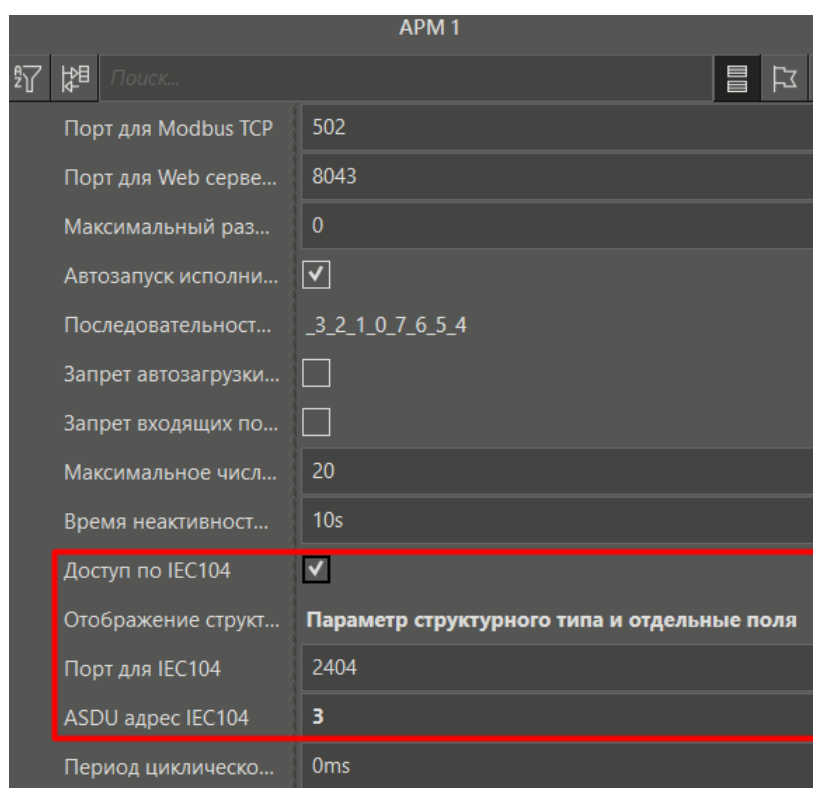 АРМ 1
Поиск...
Порт для Modbus TCP 502
Порт для Web серве... 8043
Максимальный раз... 0
Автозапуск исполни...
Последовательност... _3_2_1_0_7_6_5_4
Запрет автозагрузки...
Запрет входящих по...
Максимальное числ... 20
Время неактивност... 10s
Доступ по IEC104
Отображение структ... Параметр структурного типа и отдельные поля
Порт для IEC104 2404
ASDU адрес IEC104 3
Период циклическо... 0ms